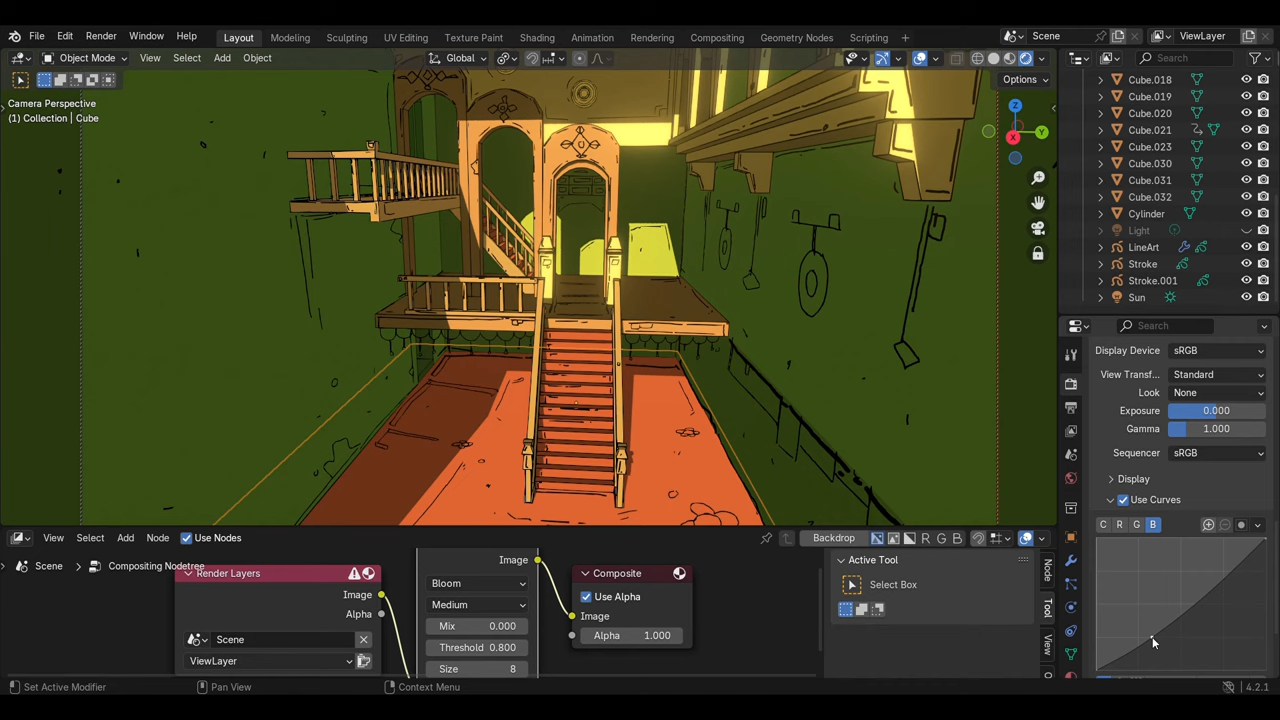 File Edit Render Window Help Layout Modeling Sculpting UV Editing Texture Paint Shading Animation Rendering Compositing Geometry Nodes Scripting + Scene ViewLayer
Object Mode View Select Add Object Global Search
Options
Camera Perspective
(1) Collection | Cube
Z
Y
X
Cube.018
Cube.019
Cube.020
Cube.021
Cube.023
Cube.030
Cube.031
Cube.032
Cylinder
Light
LineArt
Stroke
Stroke.001
Sun
Search
Display Device sRGB
View Transf... Standard
Look None
Exposure 0.000
Gamma 1.000
Sequencer sRGB
Display
Use Curves
C R G B
View Select Add Node Use Nodes Backdrop R G B
Scene Compositing Nodetree
Render Layers
Image
Alpha
Scene
ViewLayer
Image
Bloom
Medium
Mix 0.000
Threshold 0.800
Size 8
Composite
Use Alpha
Image
Alpha 1.000
Active Tool
Select Box
Node
Tool
View
Set Active Modifier Pan View Context Menu 4.2.1